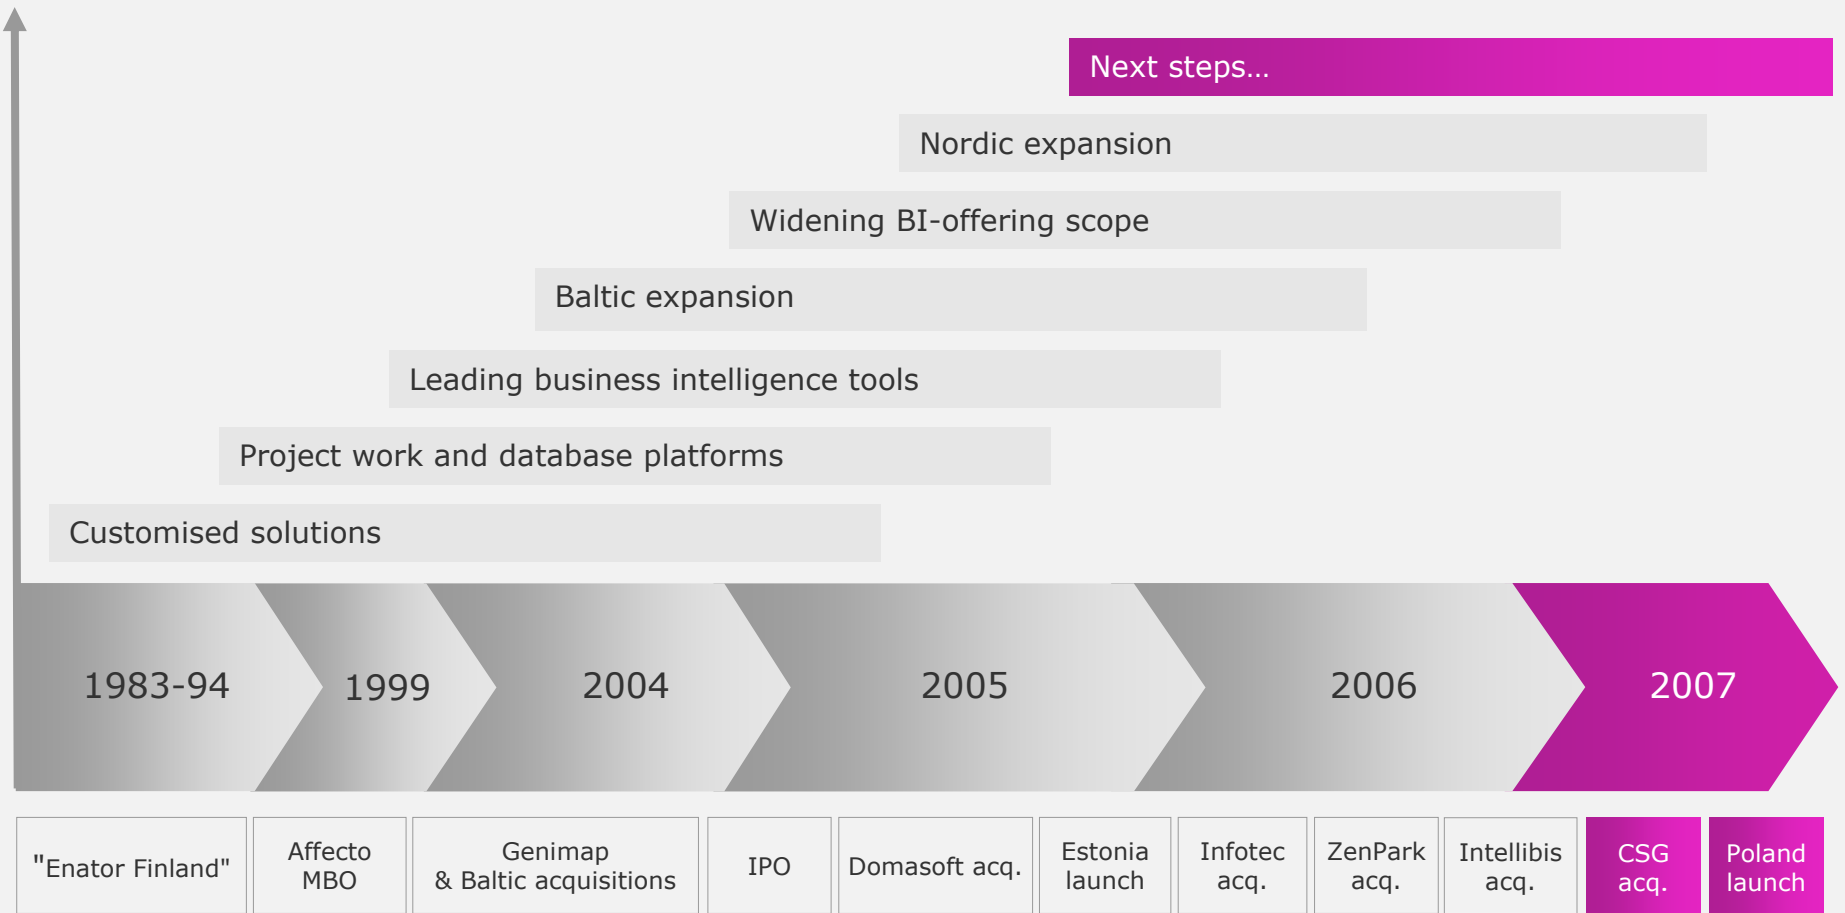 Next steps...
Nordic expansion
Widening BI-offering scope
Baltic expansion
Leading business intelligence tools
Project work and database platforms
Customised solutions
1983-94
1999
2004
2005
2006
2007
"Enator Finland"
Affecto
MBO
Genimap
& Baltic acquisitions
IPO
Domasoft acq.
Estonia
launch
Infotec
acq.
ZenPark
acq.
Intellibis
acq.
CSG
acq.
Poland
launch